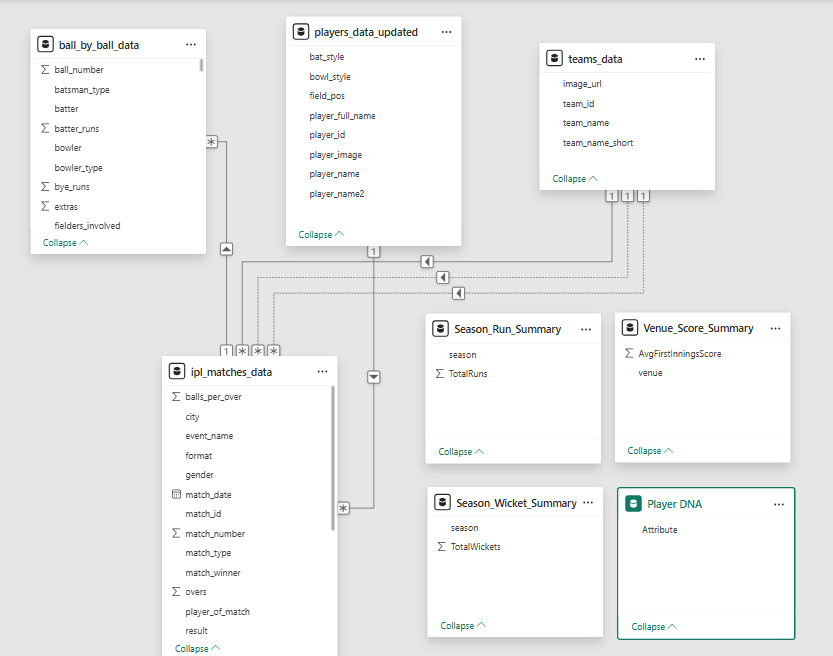 ball_by_ball_data
...
Σ ball_number
batsman_type
batter
Σ batter_runs
bowler
bowler_type
Σ bye_runs
Σ extras
fielders_involved
Collapse
players_data_updated
...
bat_style
bowl_style
field_pos
player_full_name
player_id
player_image
player_name
player_name2
Collapse
teams_data
...
image_url
team_id
team_name
team_name_short
Collapse
*
1
1
1
1
1
*
*
*
*
ipl_matches_data
...
Σ balls_per_over
city
event_name
format
gender
match_date
match_id
Σ match_number
match_type
match_winner
Σ overs
player_of_match
result
Collapse
Season_Run_Summary
...
season
Σ TotalRuns
Collapse
Venue_Score_Summary
...
Σ AvgFirstInningsScore
venue
Collapse
Season_Wicket_Summary
...
season
Σ TotalWickets
Collapse
Player DNA
...
Attribute
Collapse